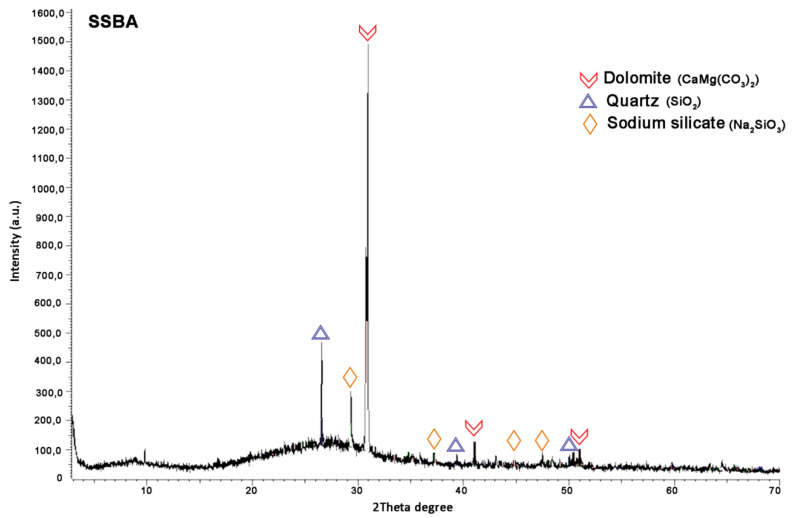 SSBA
1600,0
1500,0
1400,0
1300,0
1200,0
1100,0
1000,0
900,0
800,0
700,0
600,0
500,0
400,0
300,0
200,0
100,0
0
Intensity (a.u.)
10 20 30 40 50 60 70
2Theta degree
Dolomite (CaMg(CO₃)₂)
Quartz (SiO₂)
Sodium silicate (Na₂SiO₃)